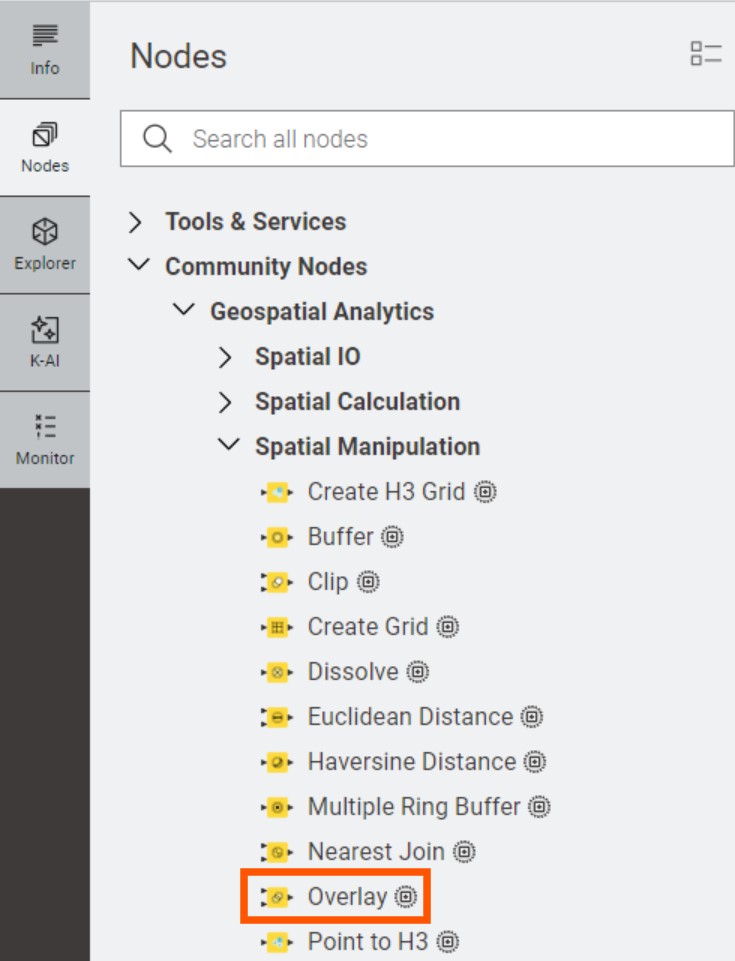 Info
Nodes
Explorer
K-AI
Monitor
Nodes
Search all nodes
Tools & Services
Community Nodes
Geospatial Analytics
Spatial IO
Spatial Calculation
Spatial Manipulation
Create H3 Grid
Buffer
Clip
Create Grid
Dissolve
Euclidean Distance
Haversine Distance
Multiple Ring Buffer
Nearest Join
Overlay
Point to H3